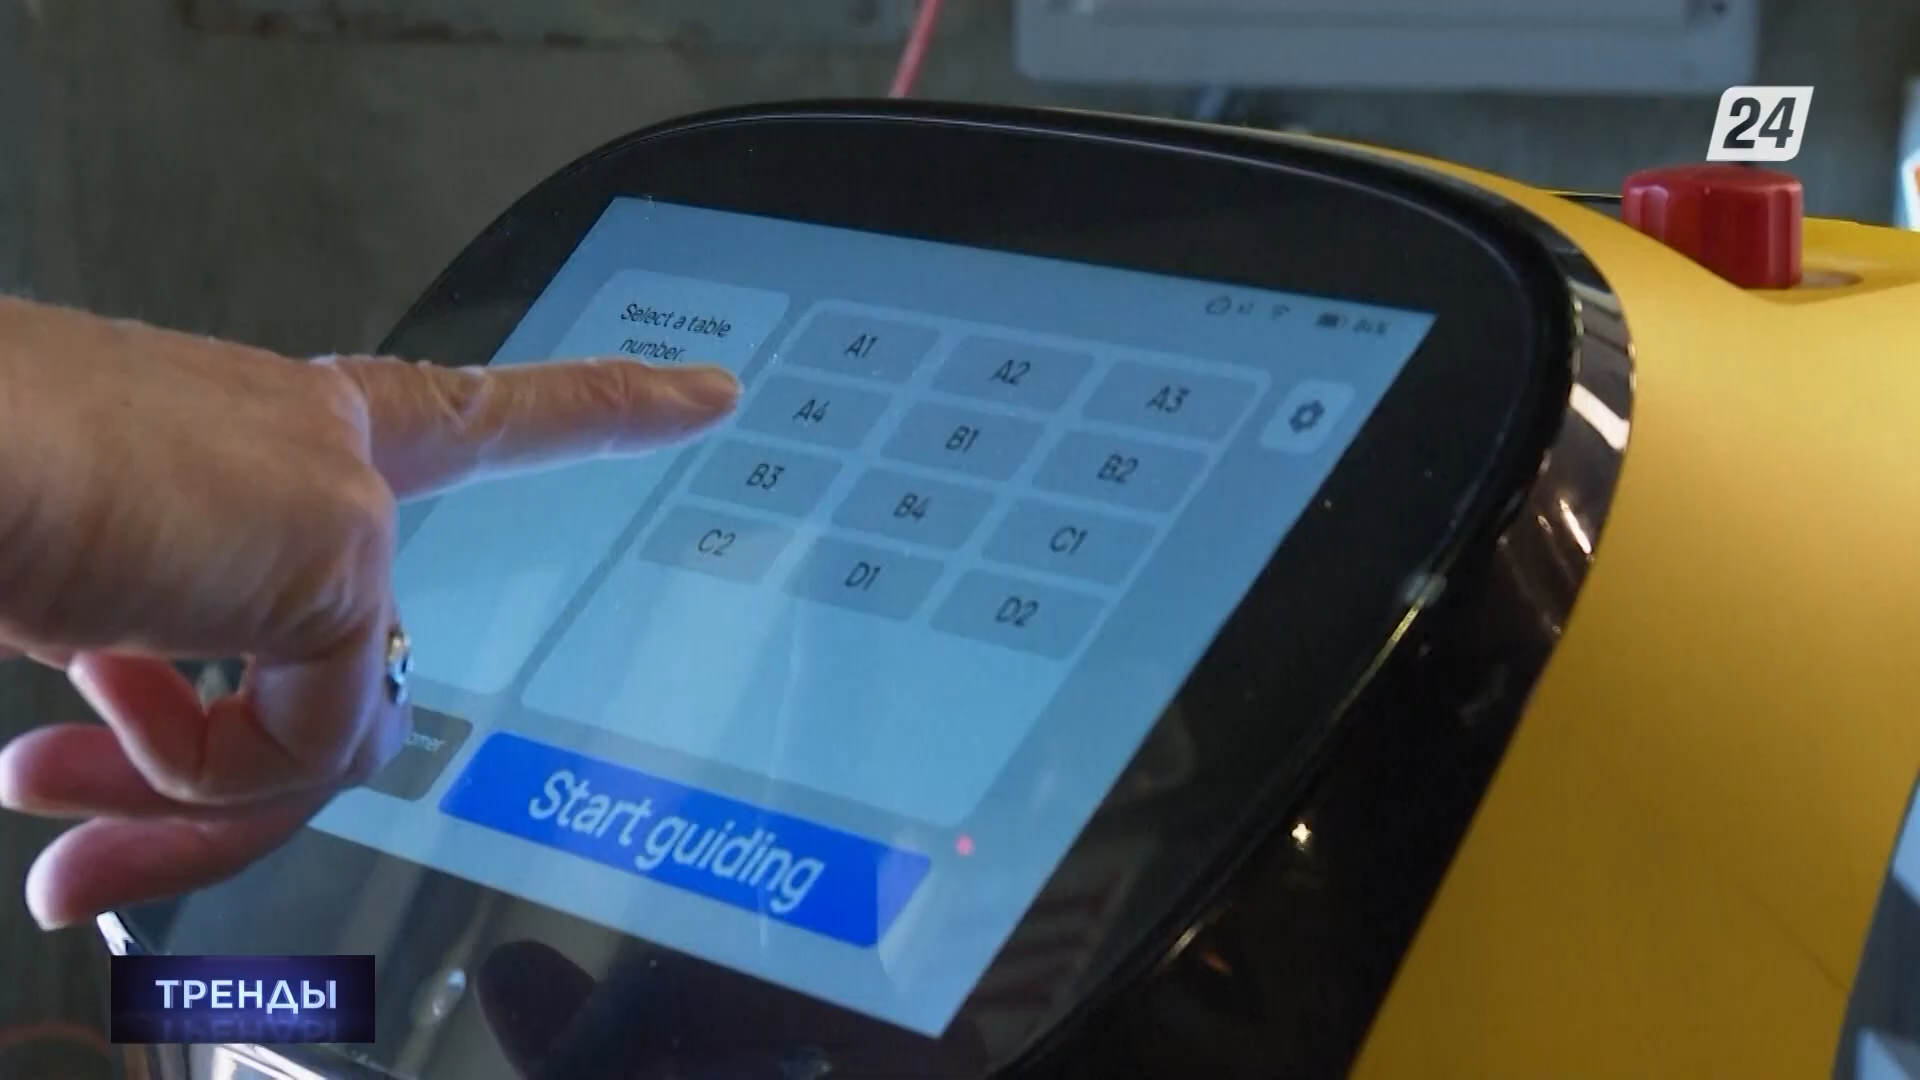 24
Select a table
number.
A1
A2
A3
A4
B1
B2
B3
B4
C1
C2
D1
D2
Start guiding
ТРЕНДЫ